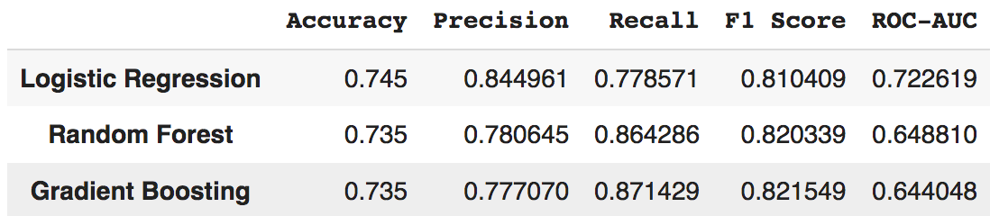 Accuracy Precision Recall F1 Score ROC-AUC
Logistic Regression 0.745 0.844961 0.778571 0.810409 0.722619
Random Forest 0.735 0.780645 0.864286 0.820339 0.648810
Gradient Boosting 0.735 0.777070 0.871429 0.821549 0.644048